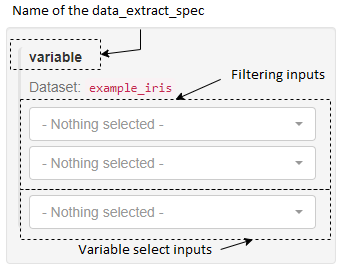 Name of the data_extract_spec
variable
Filtering inputs
Dataset: example_iris
- Nothing selected -
- Nothing selected -
- Nothing selected -
Variable select inputs